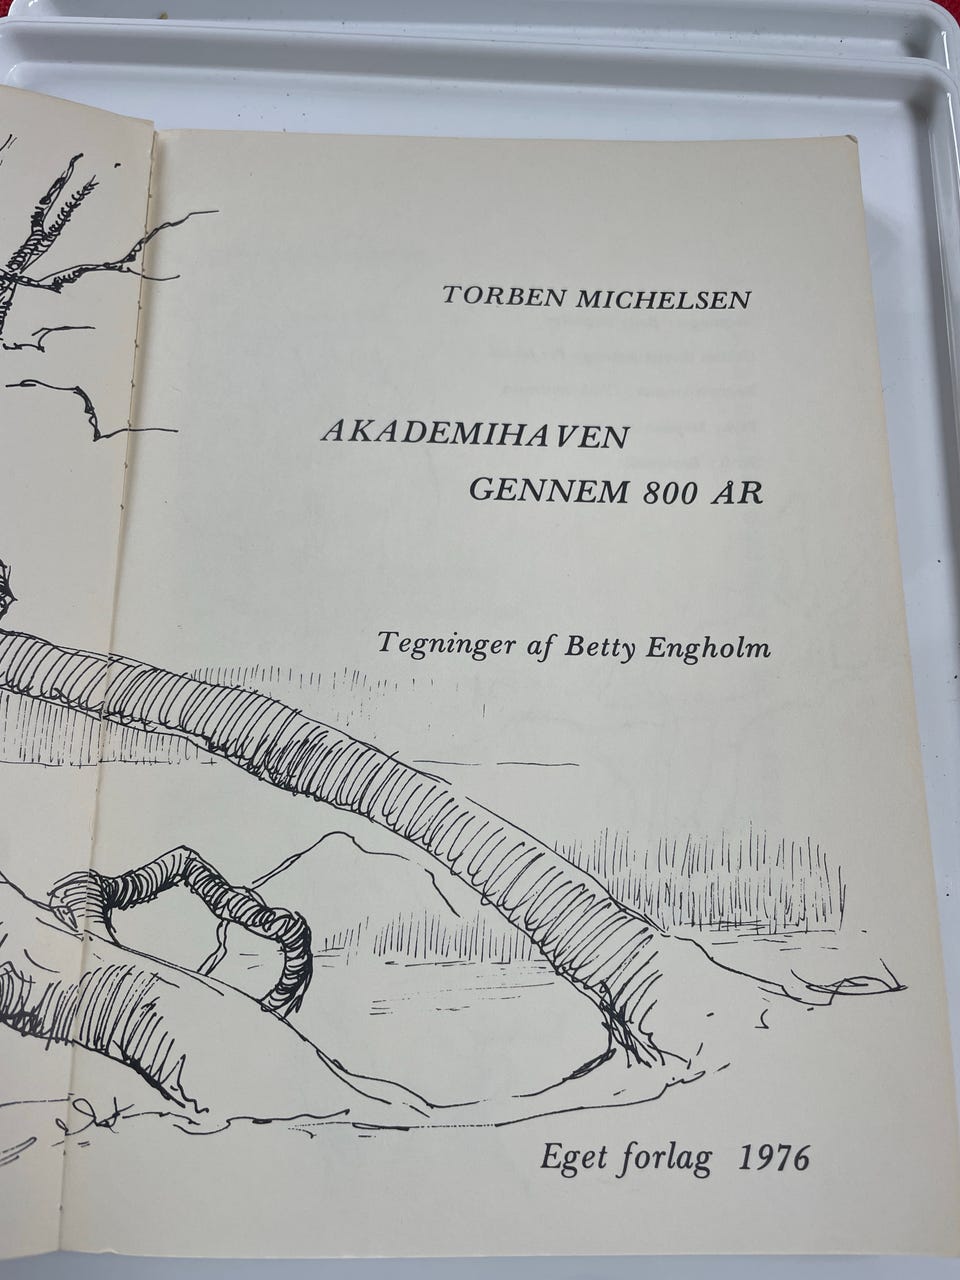 TORBEN MICHELSEN
AKADEMIHAVEN
GENNEM 800 ÅR
Tegninger af Betty Engholm
Eget forlag 1976